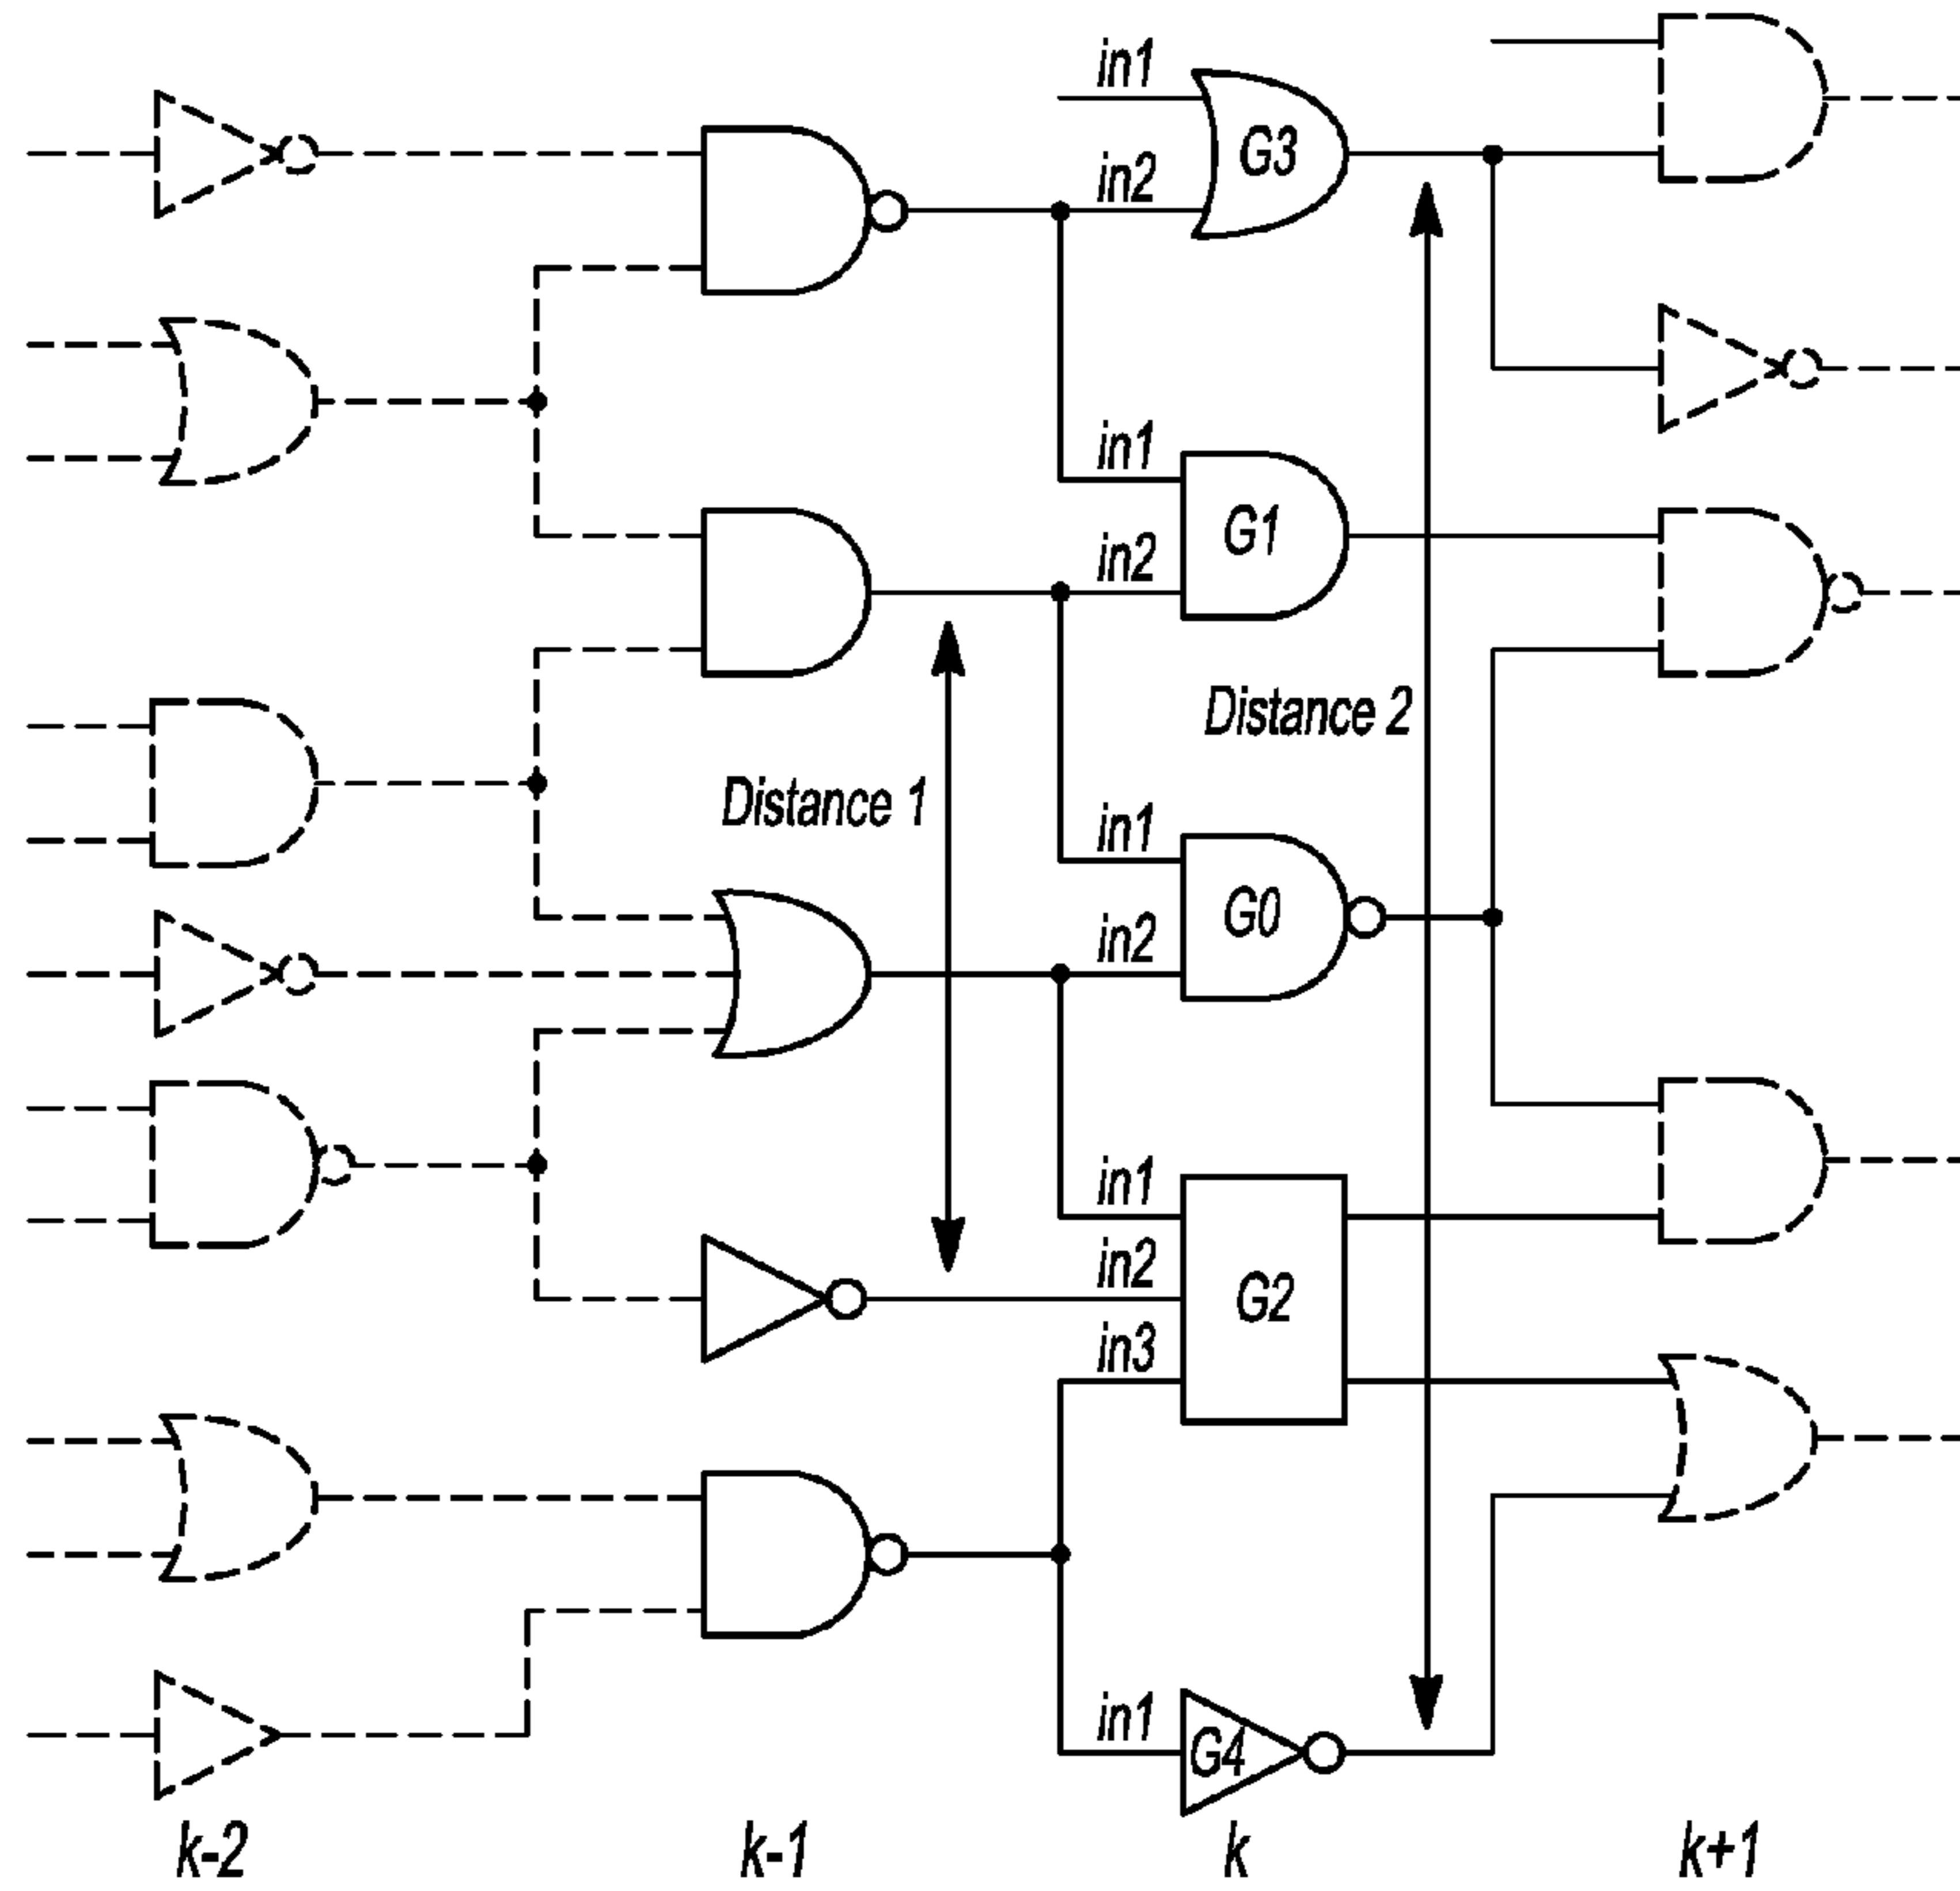 in1
in2
G3
in1
in2
G1
Distance 2
Distance 1
in1
in2
G0
in1
in2
in3
G2
in1
G4
k-2
k-1
k
k+1